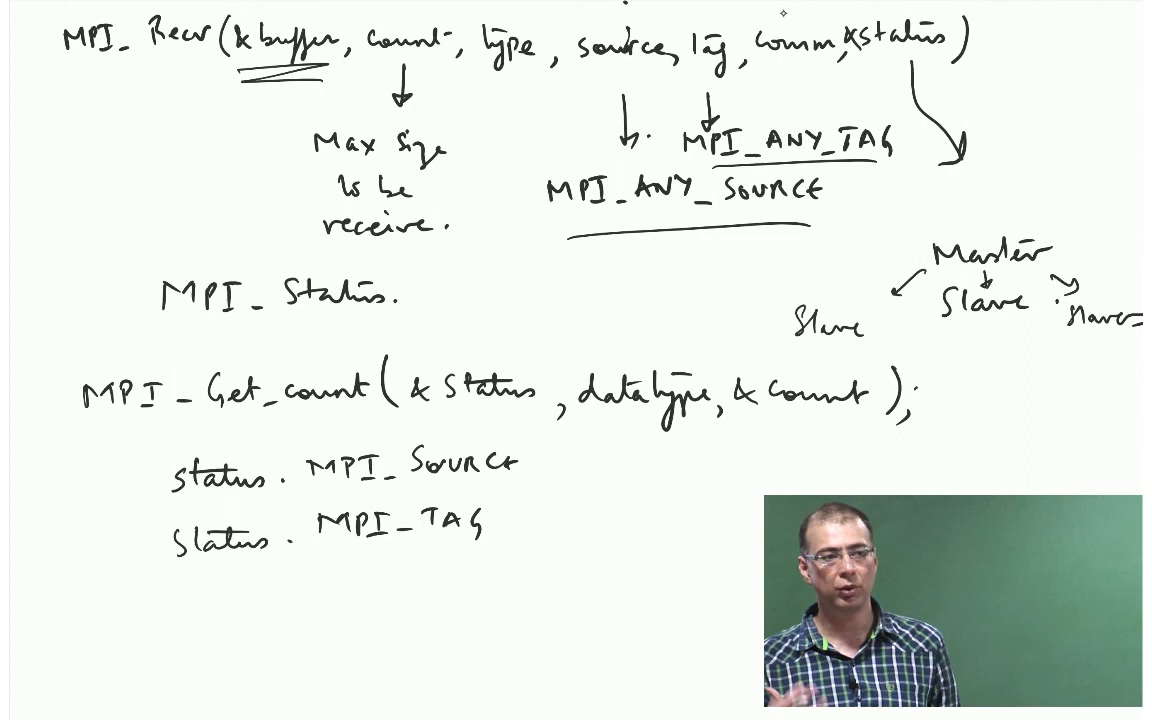 MPI_Recv(&buffer, count, type, source, tag, comm, &status)
Max size
to be
receive.
MPI_ANY_TAG
MPI_ANY_SOURCE
Master
Slave
Slave
Slaves
MPI_Status.
MPI_Get_count(&status, datatype, &count);
status. MPI_SOURCE
status. MPI_TAG